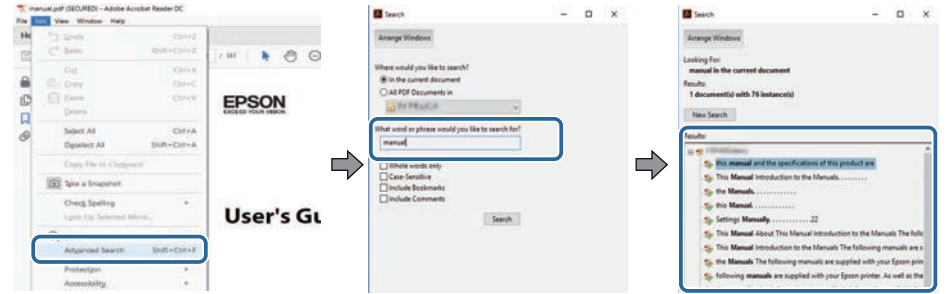 manual.pdf (SECURED) - Adobe Acrobat Reader DC
File Edit View Window Help
Undo Ctrl+Z
Redo Shift+Ctrl+Z
Cut Ctrl+X
Copy Ctrl+C
Paste Ctrl+V
Delete
Select All Ctrl+A
Deselect All Shift+Ctrl+A
Copy File to Clipboard
Take a Snapshot
Check Spelling
Look Up Selected Word...
Advanced Search Shift+Ctrl+F
Protection
Accessibility
EPSON
EXCEED YOUR VISION
User's Gu
Search
Arrange Windows
Where would you like to search?
In the current document
All PDF Documents in
What word or phrase would you like to search for?
manual
Whole words only
Case-Sensitive
Include Bookmarks
Include Comments
Search
Search
Arrange Windows
Looking For:
manual in the current document
Results:
1 document(s) with 76 instance(s)
New Search
Results:
this manual and the specifications of this product are
This Manual Introduction to the Manuals. . . . . . . . .
the Manuals. . . . . . . . . . . .
this Manual. . . . . . . . . . . .
Settings Manually. . . . . . . . . . . .22
This Manual About This Manual Introduction to the Manuals The follo
This Manual Introduction to the Manuals The following manuals are s
the Manuals The following manuals are supplied with your Epson prin
following manuals are supplied with your Epson printer. As well as the